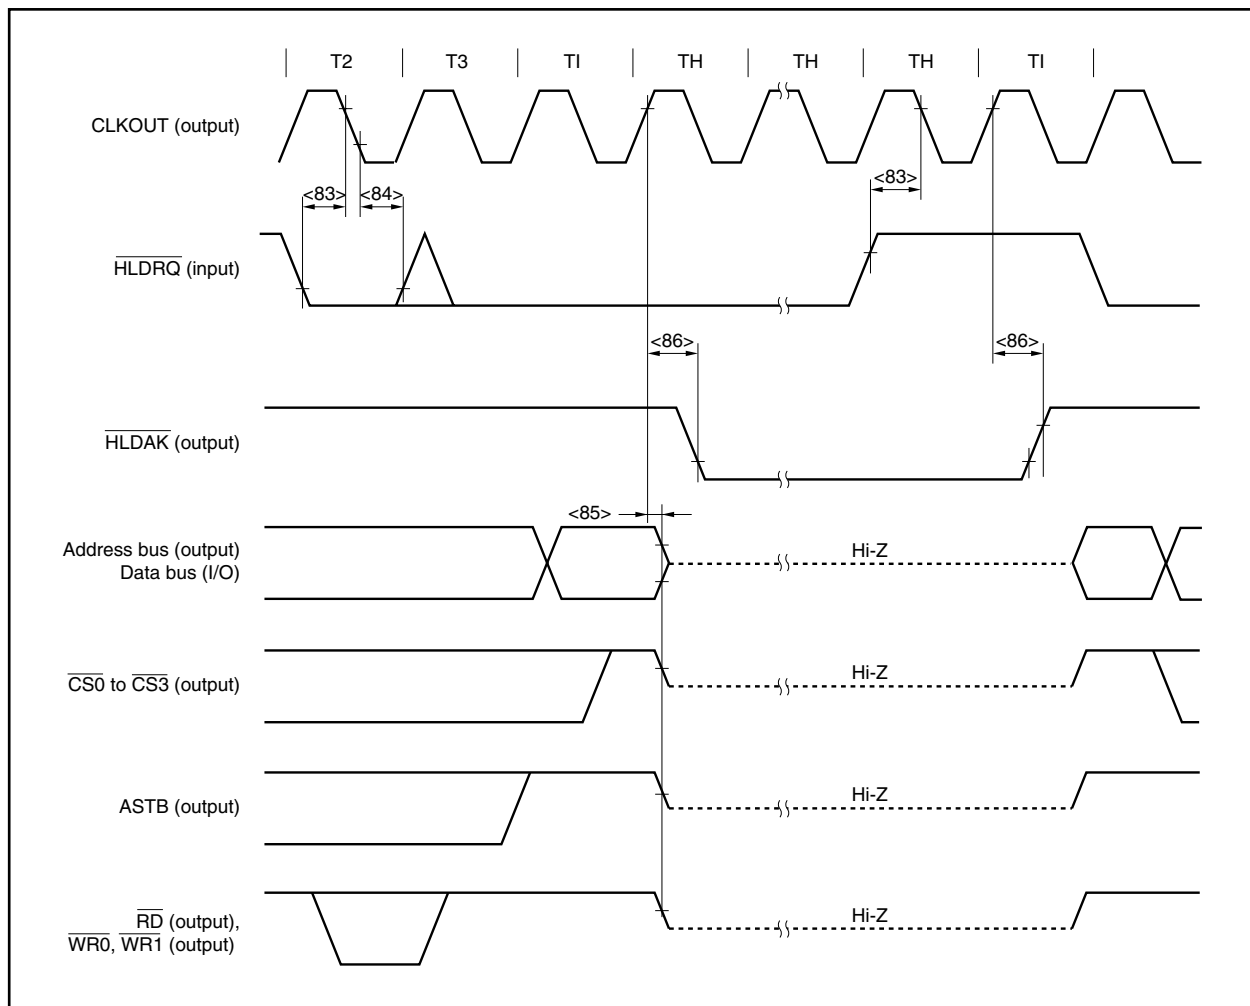 T2 T3 TI TH TH TH TI
CLKOUT (output)
<83> <84> <83>
HLDRQ (input)
<86> <86>
HLDAK (output)
<85>
Address bus (output)
Data bus (I/O)
Hi-Z
CS0 to CS3 (output)
Hi-Z
ASTB (output)
Hi-Z
RD (output),
WR0, WR1 (output)
Hi-Z